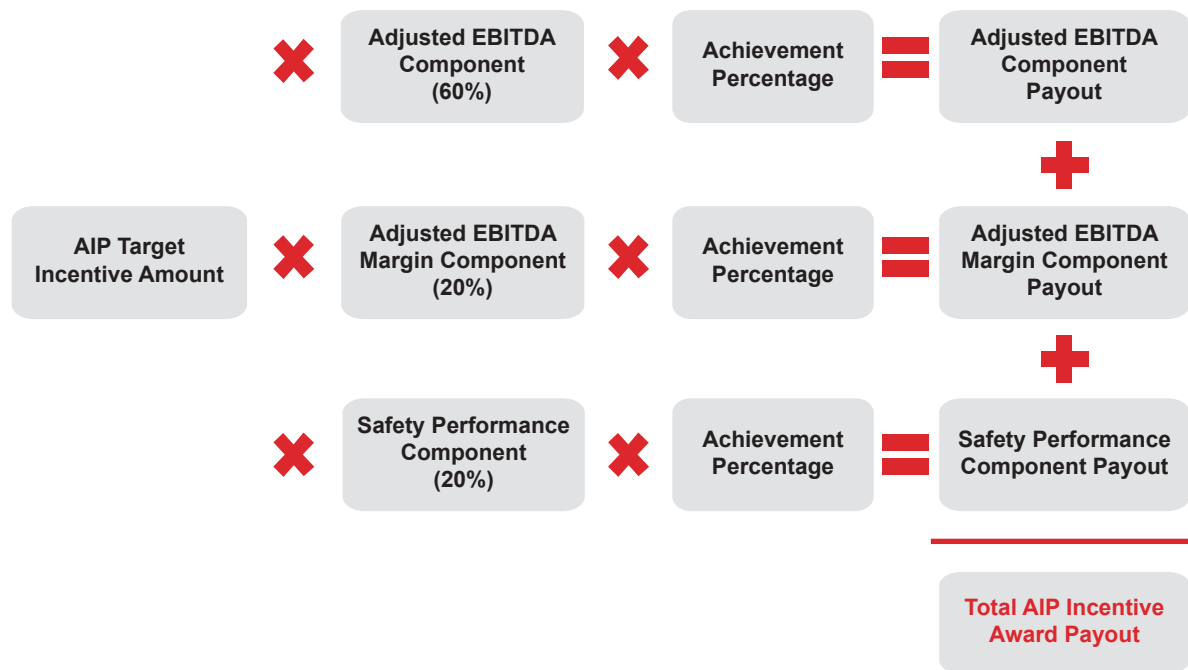 Adjusted EBITDA
Component
(60%)
Achievement
Percentage
Adjusted EBITDA
Component
Payout
AIP Target
Incentive Amount
Adjusted EBITDA
Margin Component
(20%)
Achievement
Percentage
Adjusted EBITDA
Margin Component
Payout
Safety Performance
Component
(20%)
Achievement
Percentage
Safety Performance
Component Payout
Total AIP Incentive
Award Payout